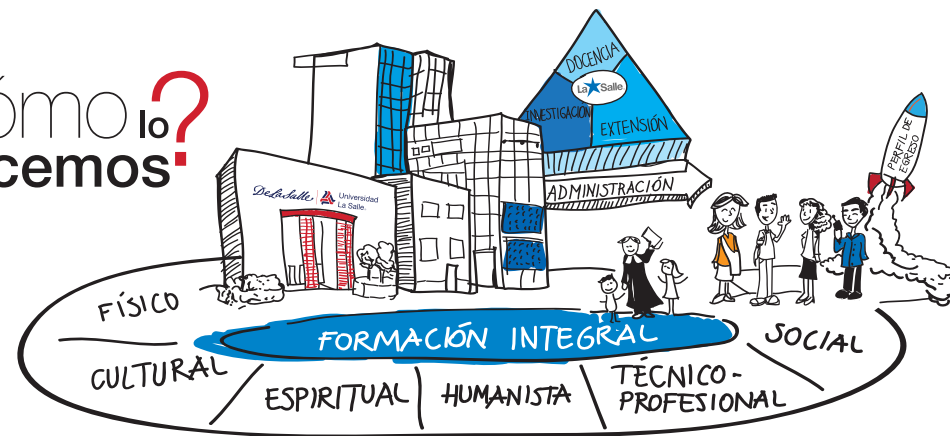 ómo lo?
cemos
DOCENCIA
La Salle
INVESTIGACIÓN
EXTENSIÓN
ADMINISTRACIÓN
PERFIL DE
EGRESO
De La Salle
Universidad
La Salle.
FÍSICO
CULTURAL
ESPIRITUAL
HUMANISTA
TÉCNICO-
PROFESIONAL
SOCIAL
FORMACIÓN INTEGRAL